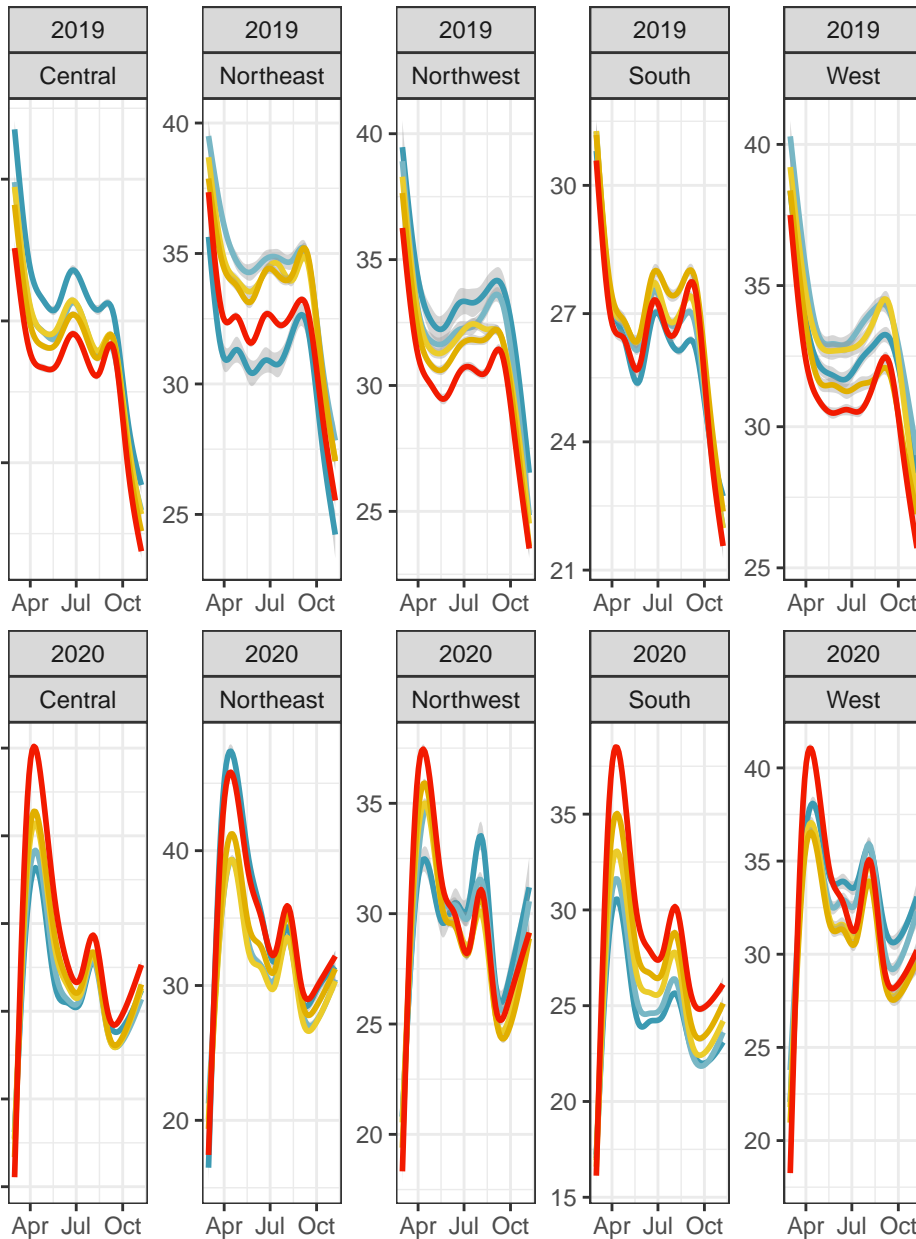 2019 2019 2019 2019 2019
Central Northeast Northwest South West
40 40 30 40
35 35 27 35
30 30 24 30
25 25 21 25
Apr Jul Oct Apr Jul Oct Apr Jul Oct Apr Jul Oct Apr Jul Oct
2020 2020 2020 2020 2020
Central Northeast Northwest South West
40 35 35 40
30 30 30 35
20 25 25 30
20 20 25
15 20
Apr Jul Oct Apr Jul Oct Apr Jul Oct Apr Jul Oct Apr Jul Oct